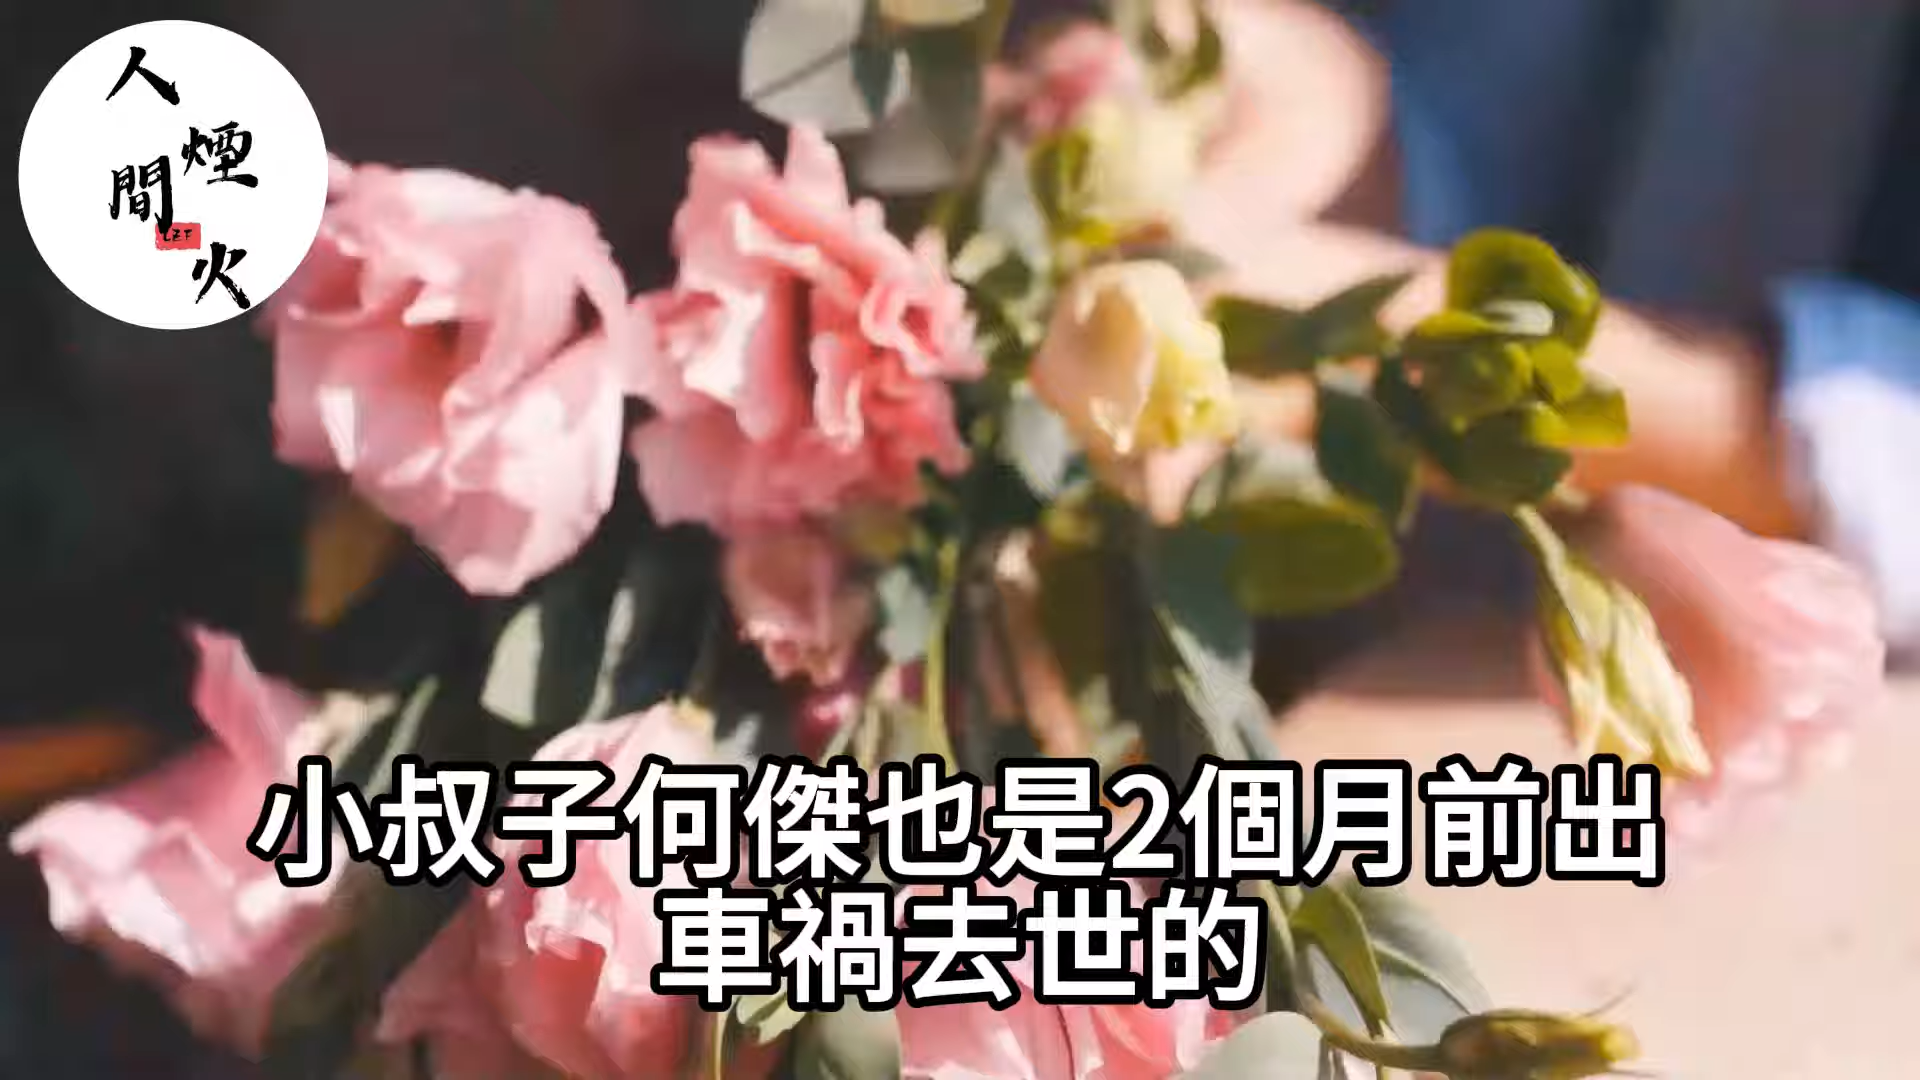 人間煙火
小叔子何傑也是2個月前出
車禍去世的